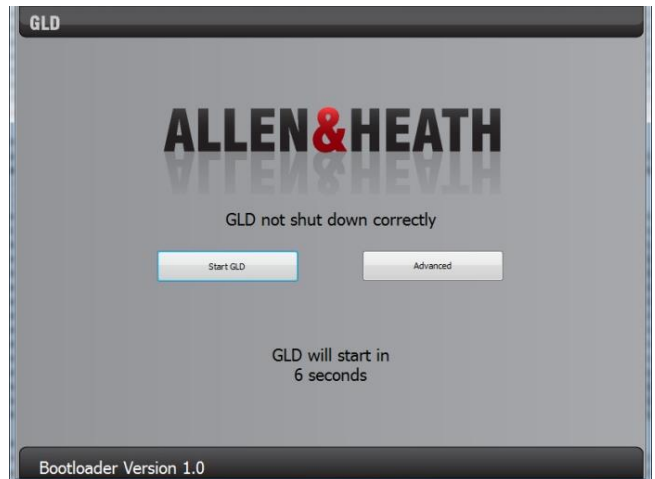 GLD
ALLEN&HEATH
GLD not shut down correctly
Start GLD
Advanced
GLD will start in
6 seconds
Bootloader Version 1.0